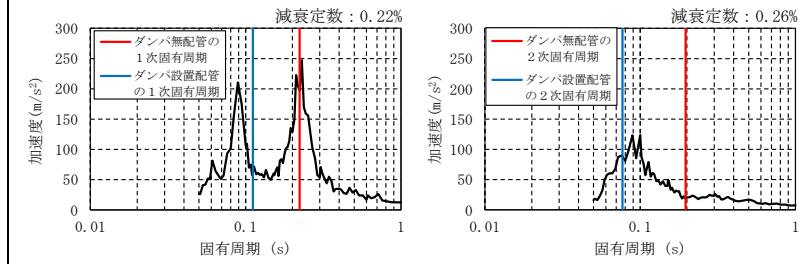 減衰定数：0.22%
300
250
200
150
100
50
0
加速度(m/s²)
ダンパ無配管の
１次固有周期
ダンパ設置配管
の１次固有周期
0.01
0.1
1
固有周期 (s)
減衰定数：0.26%
300
250
200
150
100
50
0
加速度(m/s²)
ダンパ無配管の
２次固有周期
ダンパ設置配管
の２次固有周期
0.01
0.1
1
固有周期 (s)